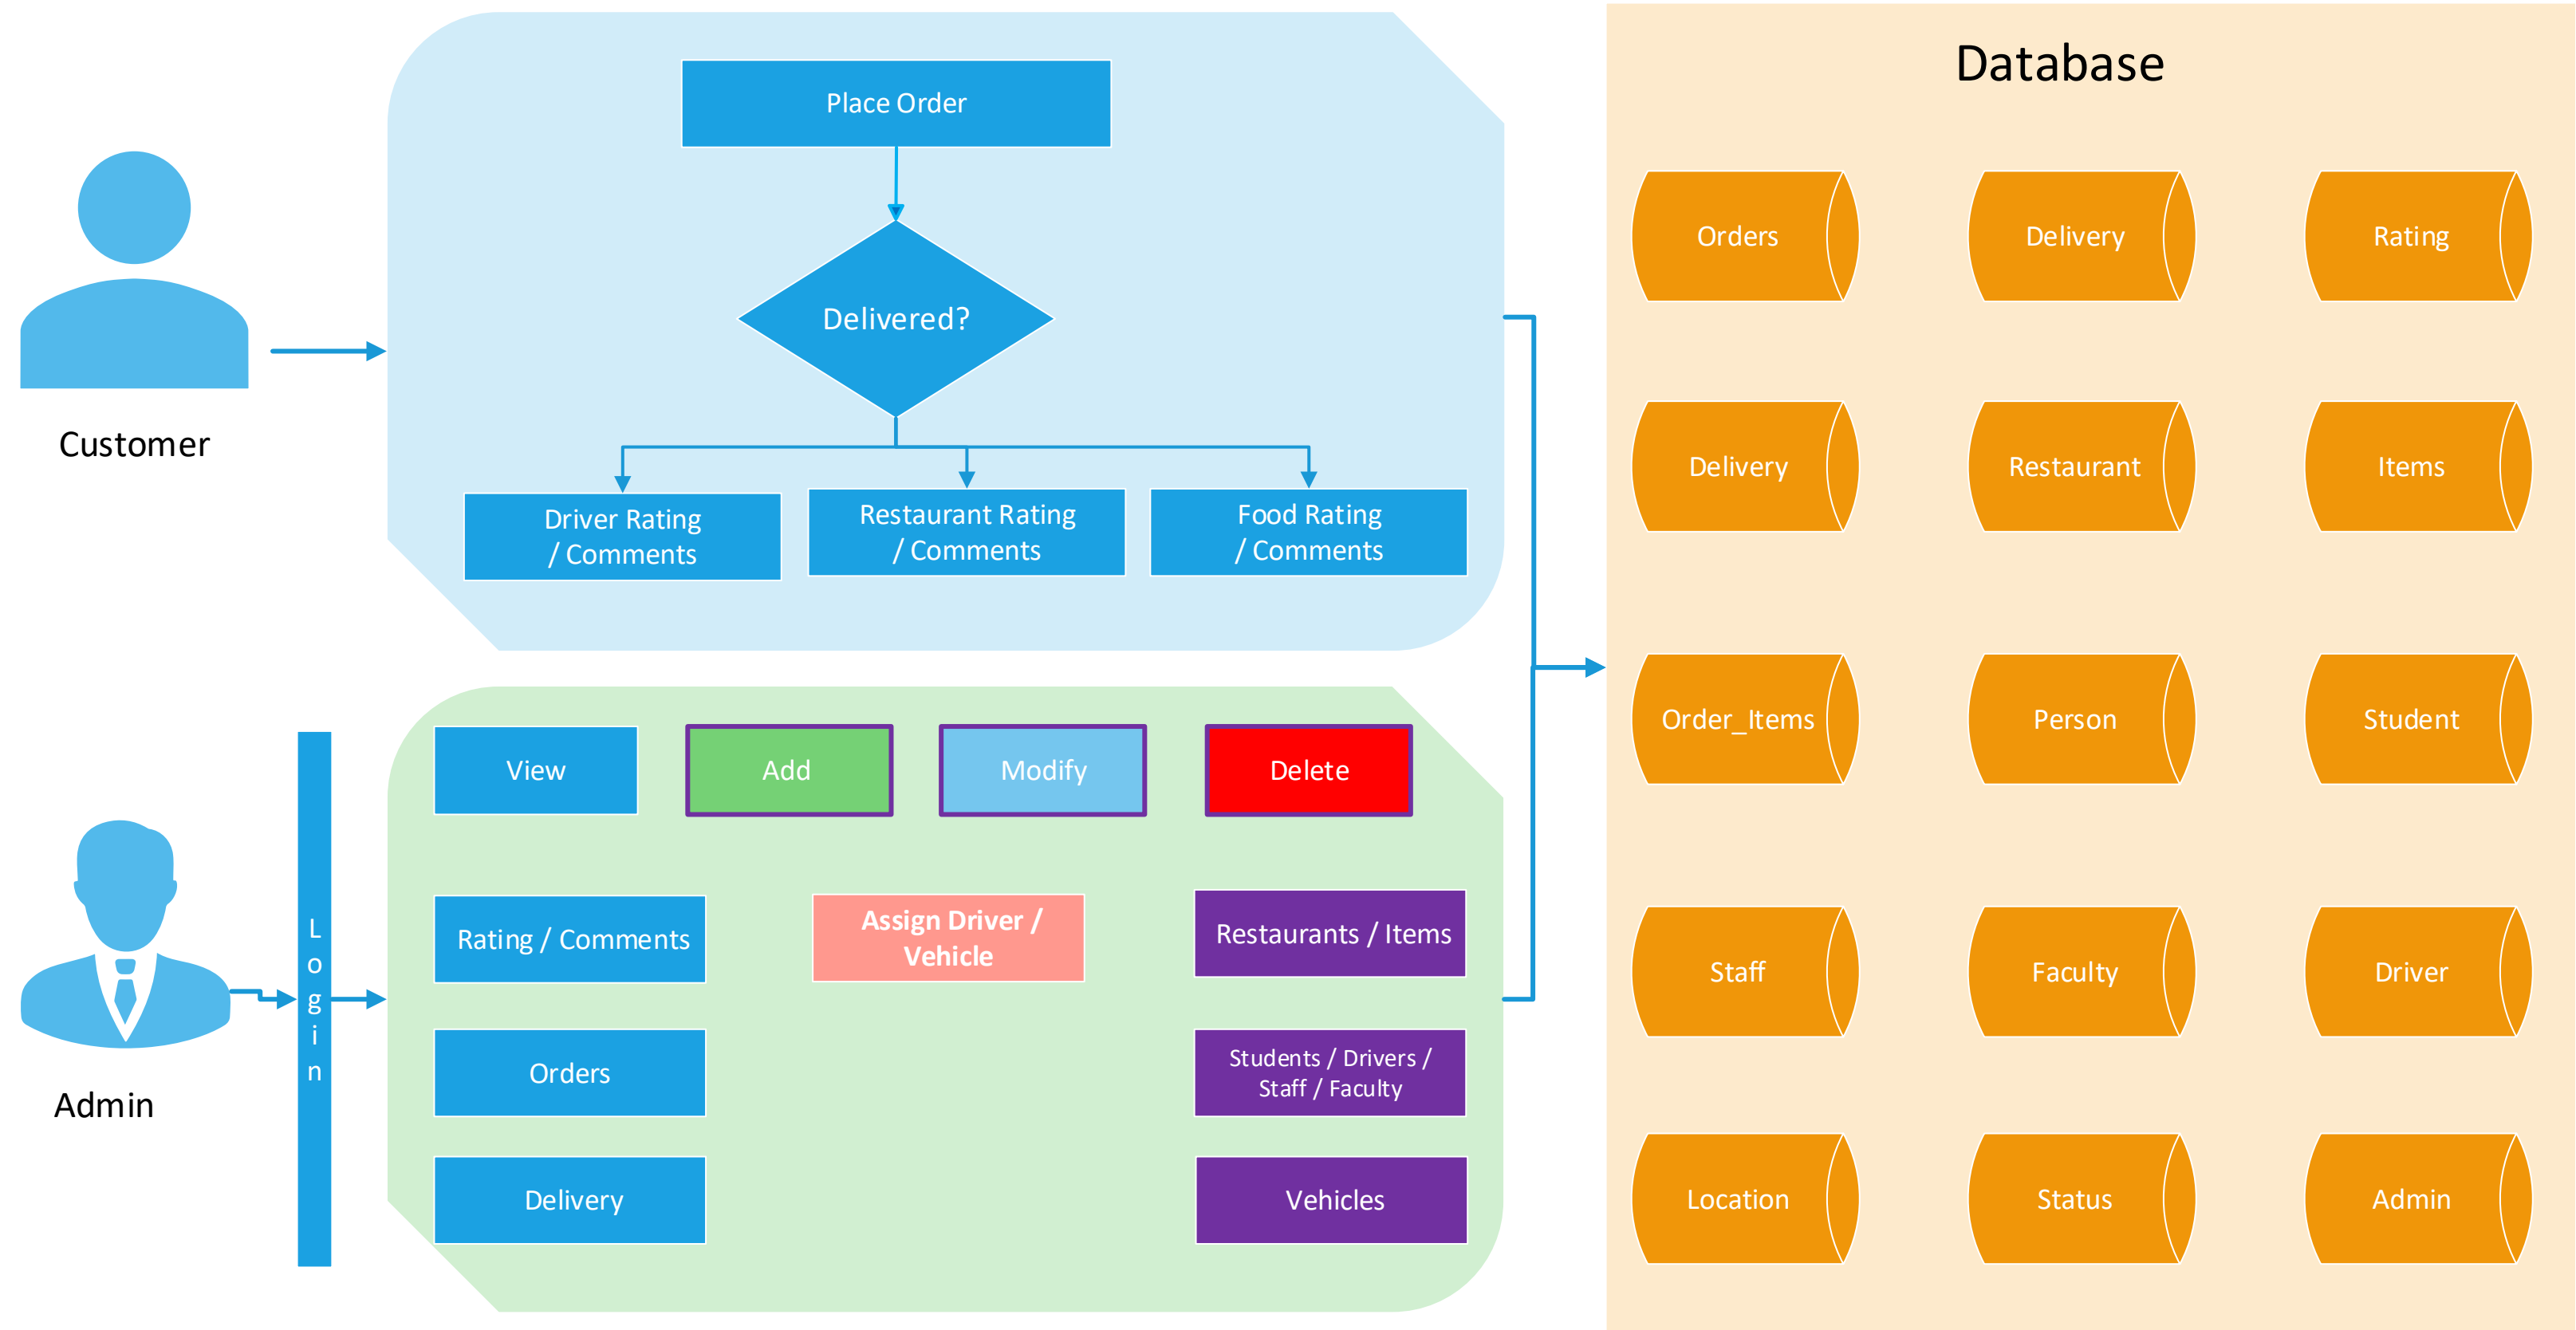 Place Order
Delivered?
Driver Rating
/ Comments
Restaurant Rating
/ Comments
Food Rating
/ Comments
Customer
View
Add
Modify
Delete
Rating / Comments
Assign Driver /
Vehicle
Restaurants / Items
Orders
Students / Drivers /
Staff / Faculty
Delivery
Vehicles
Login
Admin
Database
Orders
Delivery
Rating
Delivery
Restaurant
Items
Order_Items
Person
Student
Staff
Faculty
Driver
Location
Status
Admin